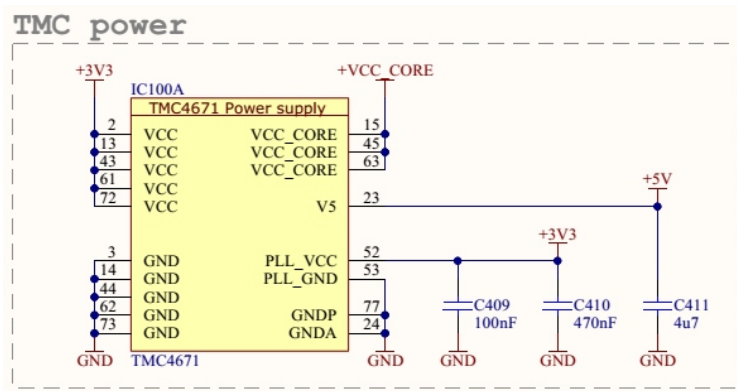 TMC power
+3V3
+VCC_CORE
IC100A
TMC4671 Power supply
2 VCC VCC_CORE 15
13 VCC VCC_CORE 45
43 VCC VCC_CORE 63
61 VCC
72 VCC V5 23
+5V
+3V3
3 GND PLL_VCC 52
14 GND PLL_GND 53
44 GND
62 GND GNDP 77
73 GND GNDA 24
C409
100nF
C410
470nF
C411
4u7
GND TMC4671 GND GND GND GND